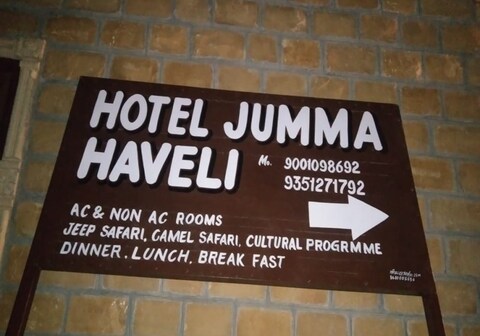 HOTEL JUMMA
HAVELI
Mo. 9001098692
9351271792
AC & NON AC ROOMS
JEEP SAFARI, CAMEL SAFARI, CULTURAL PROGRMME
DINNER. LUNCH. BREAK FAST